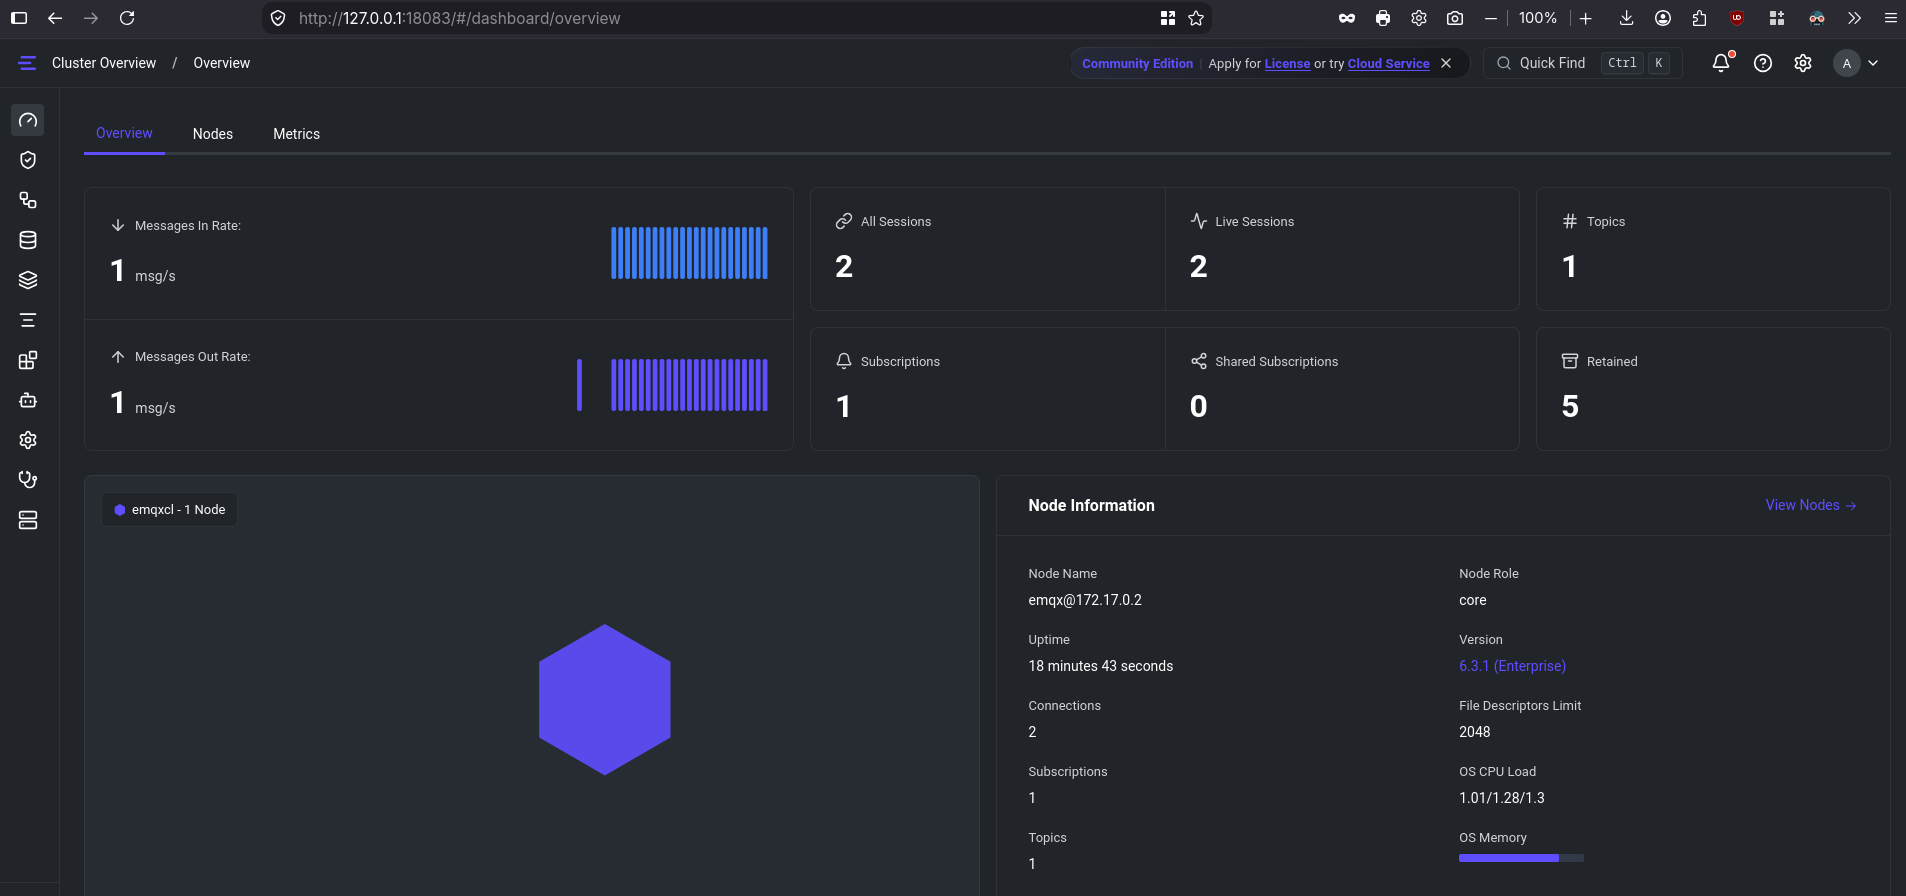 http://127.0.0.1:18083/#/dashboard/overview
100%
Cluster Overview / Overview
Community Edition | Apply for License or try Cloud Service
Quick Find Ctrl K
A
Overview Nodes Metrics
Messages In Rate:
1 msg/s
Messages Out Rate:
1 msg/s
All Sessions
2
Live Sessions
2
Topics
1
Subscriptions
1
Shared Subscriptions
0
Retained
5
emqxcl - 1 Node
Node Information
View Nodes →
Node Name
emqx@172.17.0.2
Node Role
core
Uptime
18 minutes 43 seconds
Version
6.3.1 (Enterprise)
Connections
2
File Descriptors Limit
2048
Subscriptions
1
OS CPU Load
1.01/1.28/1.3
Topics
1
OS Memory